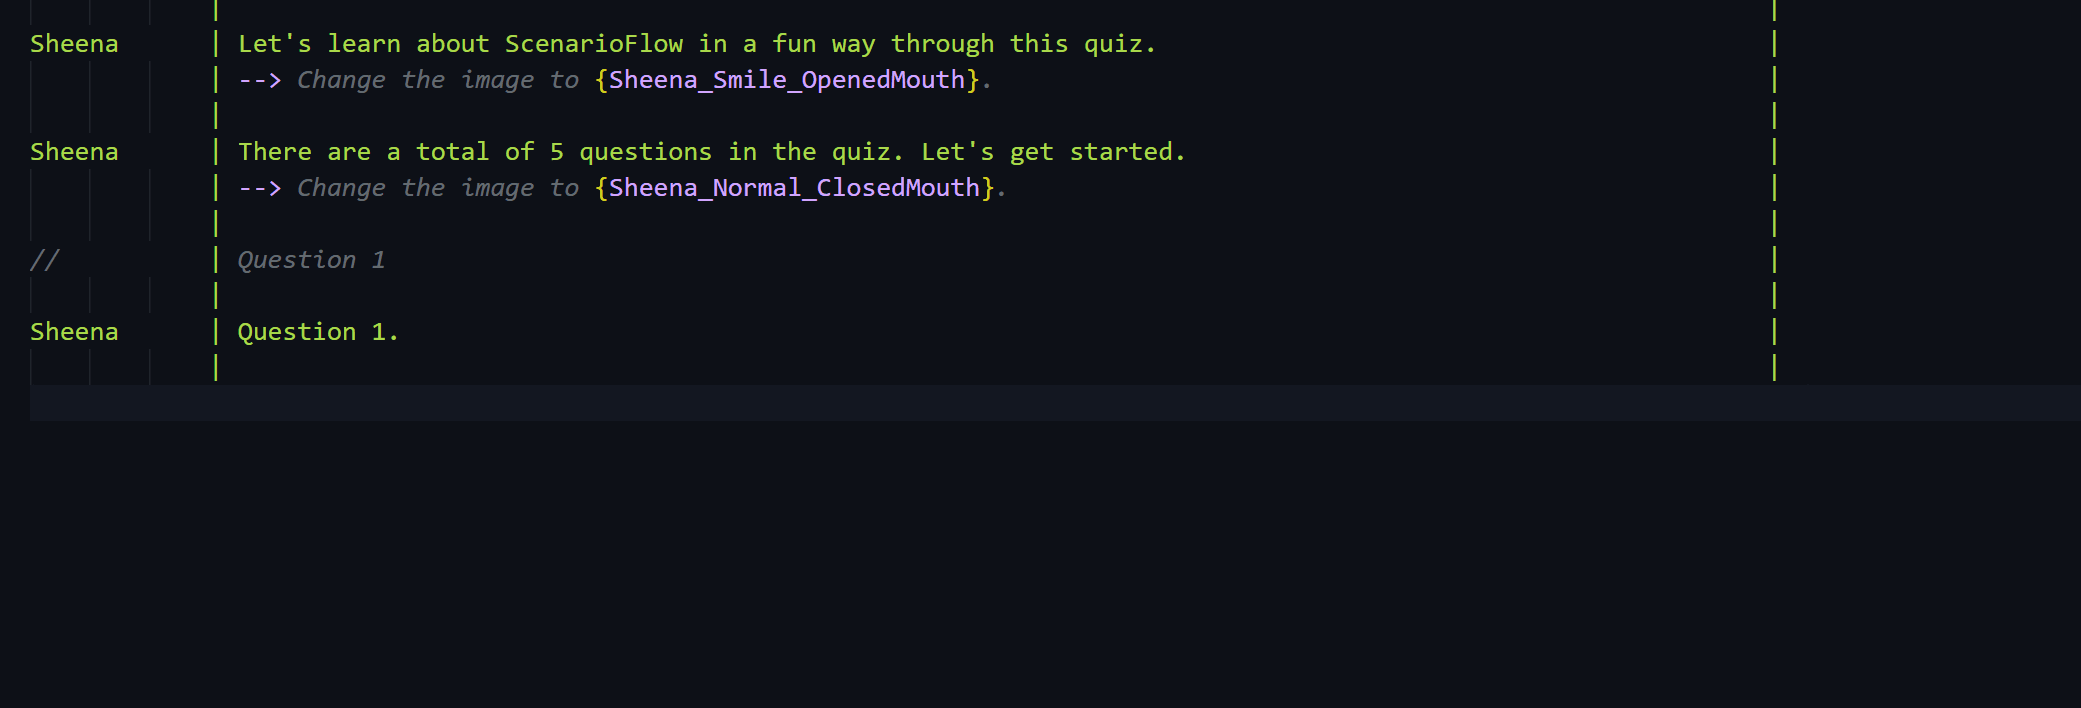 Sheena | Let's learn about ScenarioFlow in a fun way through this quiz. |
| --> Change the image to {Sheena_Smile_OpenedMouth}. |
| |
Sheena | There are a total of 5 questions in the quiz. Let's get started. |
| --> Change the image to {Sheena_Normal_ClosedMouth}. |
| |
// | Question 1 |
| |
Sheena | Question 1. |
| |